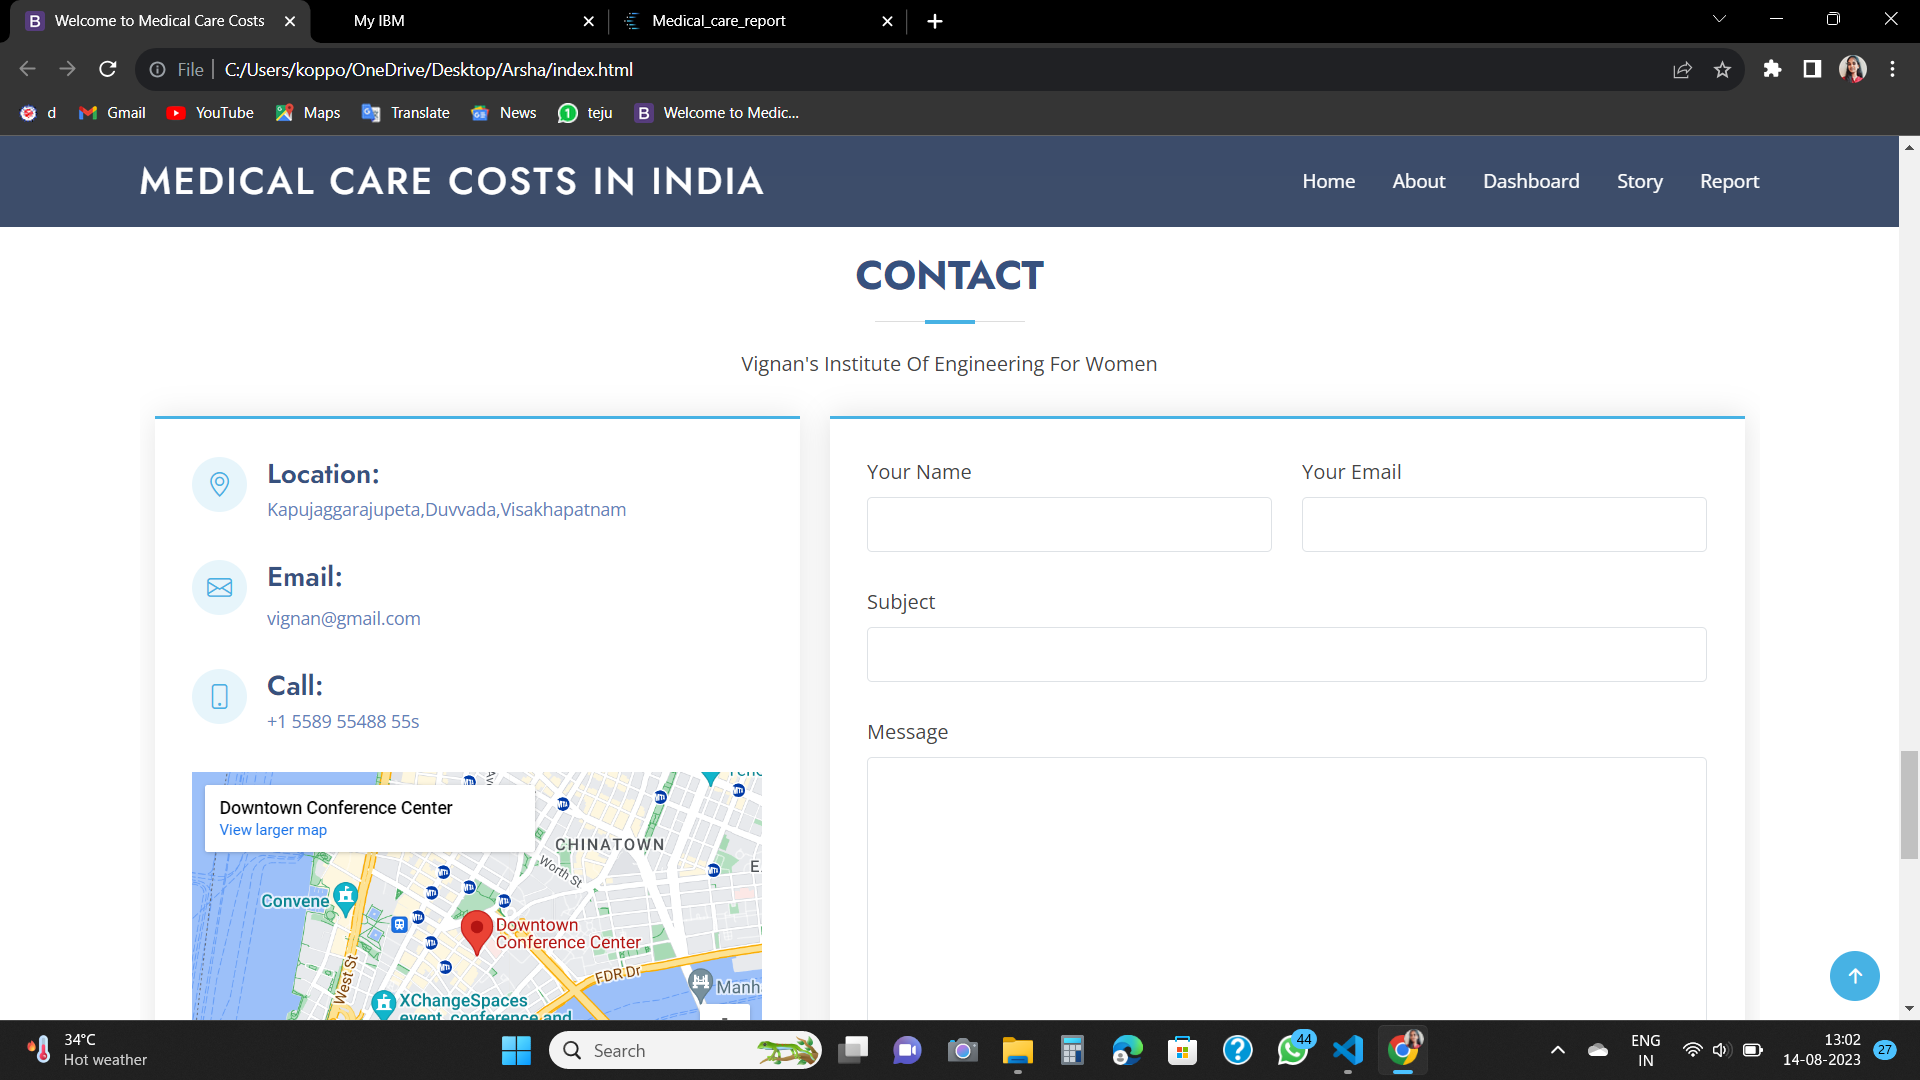 Welcome to Medical Care Costs
My IBM
Medical_care_report
File
C:/Users/koppo/OneDrive/Desktop/Arsha/index.html
d
Gmail
YouTube
Maps
Translate
News
teju
Welcome to Medic...
MEDICAL CARE COSTS IN INDIA
Home
About
Dashboard
Story
Report
CONTACT
Vignan's Institute Of Engineering For Women
Location:
Kapujaggarajupeta,Duvvada,Visakhapatnam
Email:
vignan@gmail.com
Call:
+1 5589 55488 55s
Your Name
Your Email
Subject
Message
Downtown Conference Center
View larger map
CHINATOWN
Worth St
Convene
Downtown
Conference Center
FDR Dr
West St
Manh
XChangeSpaces
event, conference and
34°C
Hot weather
Search
44
ENG
IN
13:02
14-08-2023
27